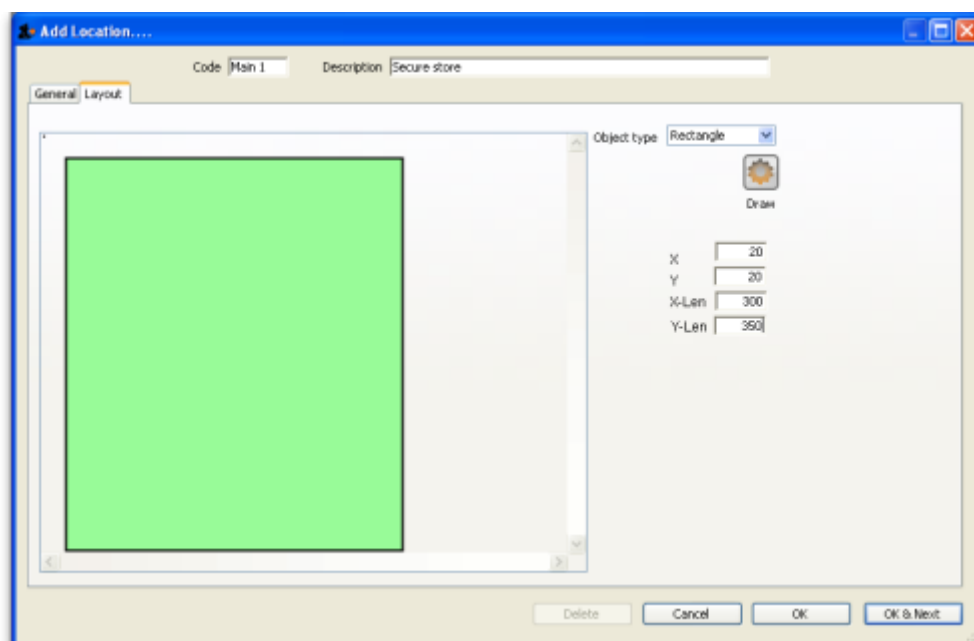 Add Location....
Code Main 1 Description Secure store
General Layout
Object type Rectangle
Draw
X 20
Y 20
X-Len 300
Y-Len 350
Delete Cancel OK OK & Next